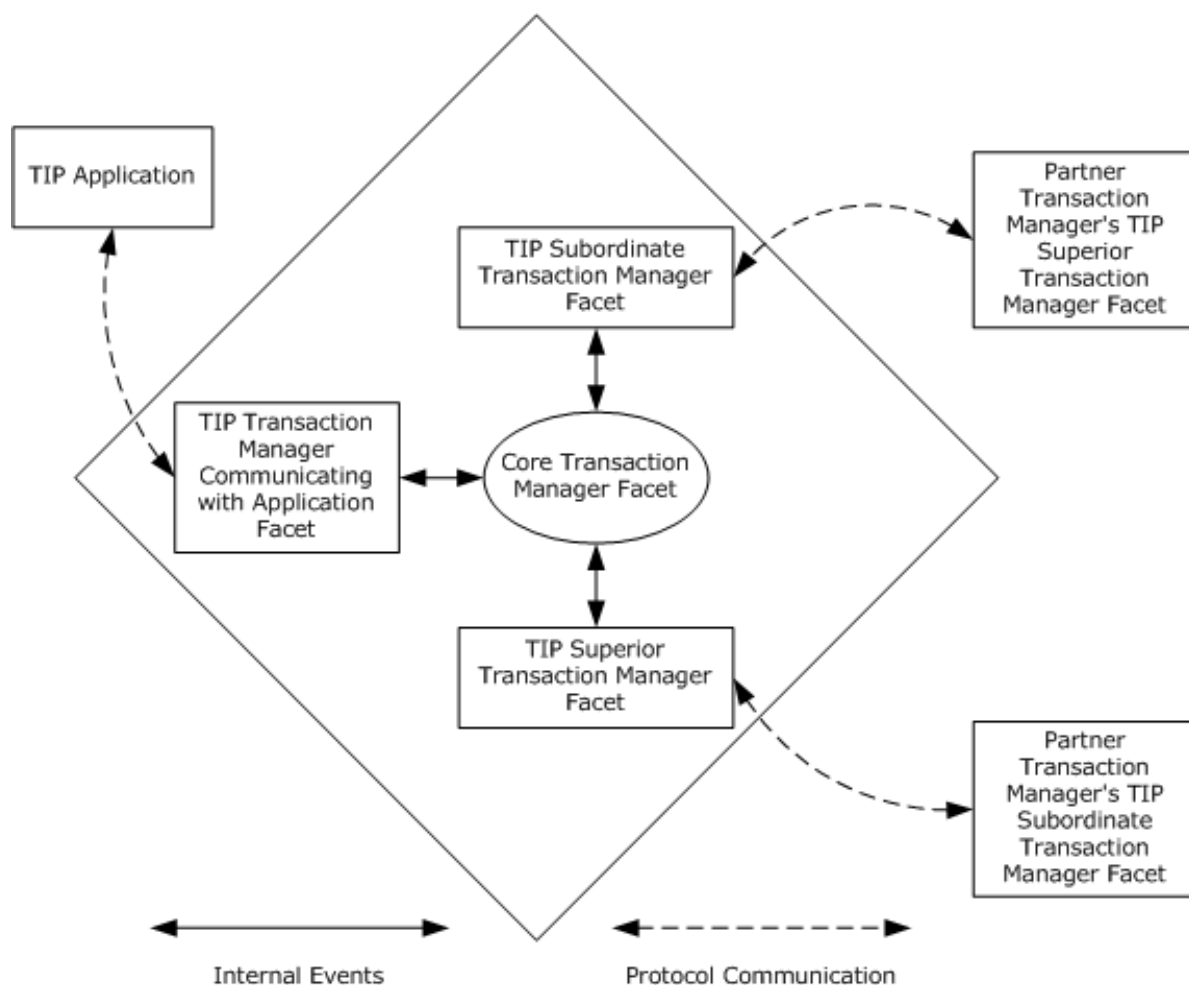 TIP Application
Partner
Transaction
Manager's TIP
Superior
Transaction
Manager Facet
TIP Subordinate
Transaction Manager
Facet
TIP Transaction
Manager
Communicating
with Application
Facet
Core Transaction
Manager Facet
TIP Superior
Transaction Manager
Facet
Partner
Transaction
Manager's TIP
Subordinate
Transaction
Manager Facet
Internal Events
Protocol Communication